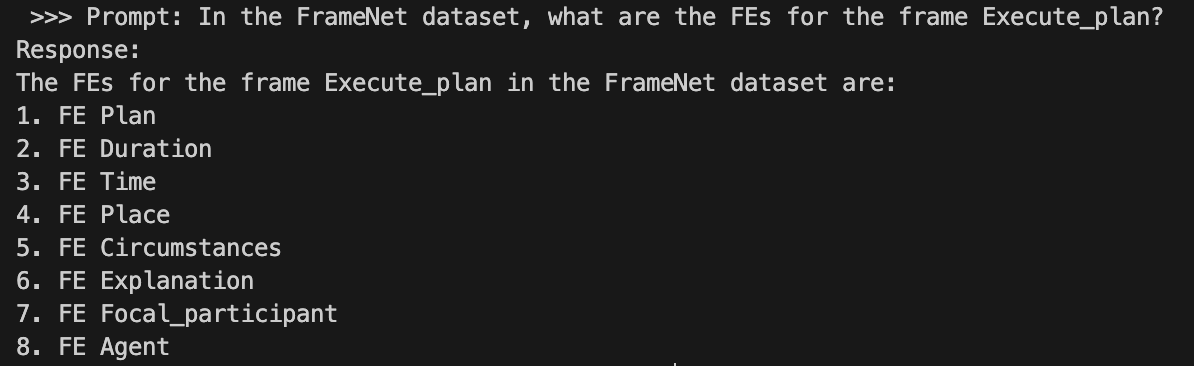 >>> Prompt: In the FrameNet dataset, what are the FEs for the frame Execute_plan?
Response:
The FEs for the frame Execute_plan in the FrameNet dataset are:
1. FE Plan
2. FE Duration
3. FE Time
4. FE Place
5. FE Circumstances
6. FE Explanation
7. FE Focal_participant
8. FE Agent